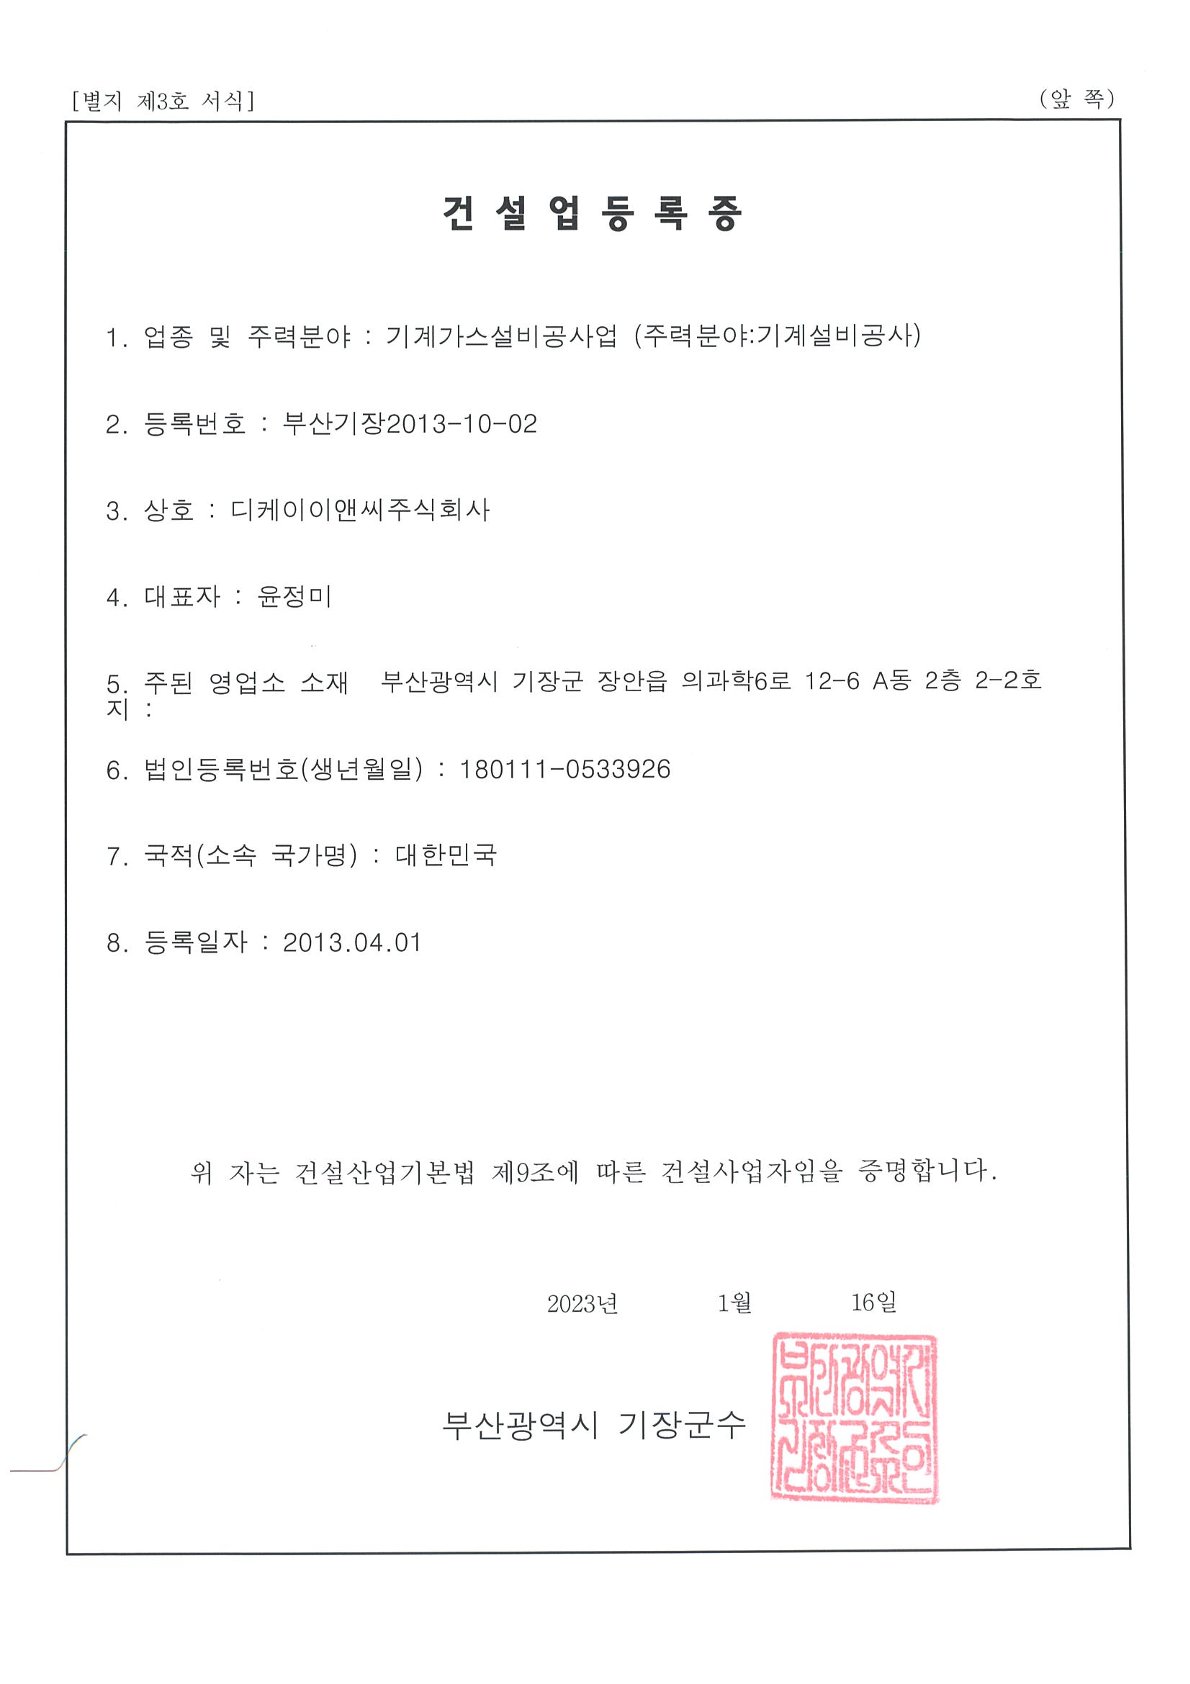 [별지 제3호 서식]
(앞 쪽)
건설업등록증
1. 업종 및 주력분야 : 기계가스설비공사업 (주력분야:기계설비공사)
2. 등록번호 : 부산기장2013-10-02
3. 상호 : 디케이이앤씨주식회사
4. 대표자 : 윤정미
5. 주된 영업소 소재 부산광역시 기장군 장안읍 의과학6로 12-6 A동 2층 2-2호
지 :
6. 법인등록번호(생년월일) : 180111-0533926
7. 국적(소속 국가명) : 대한민국
8. 등록일자 : 2013.04.01
위 자는 건설산업기본법 제9조에 따른 건설사업자임을 증명합니다.
2023년 1월 16일
부산광역시 기장군수
부산광역시
기장군수인